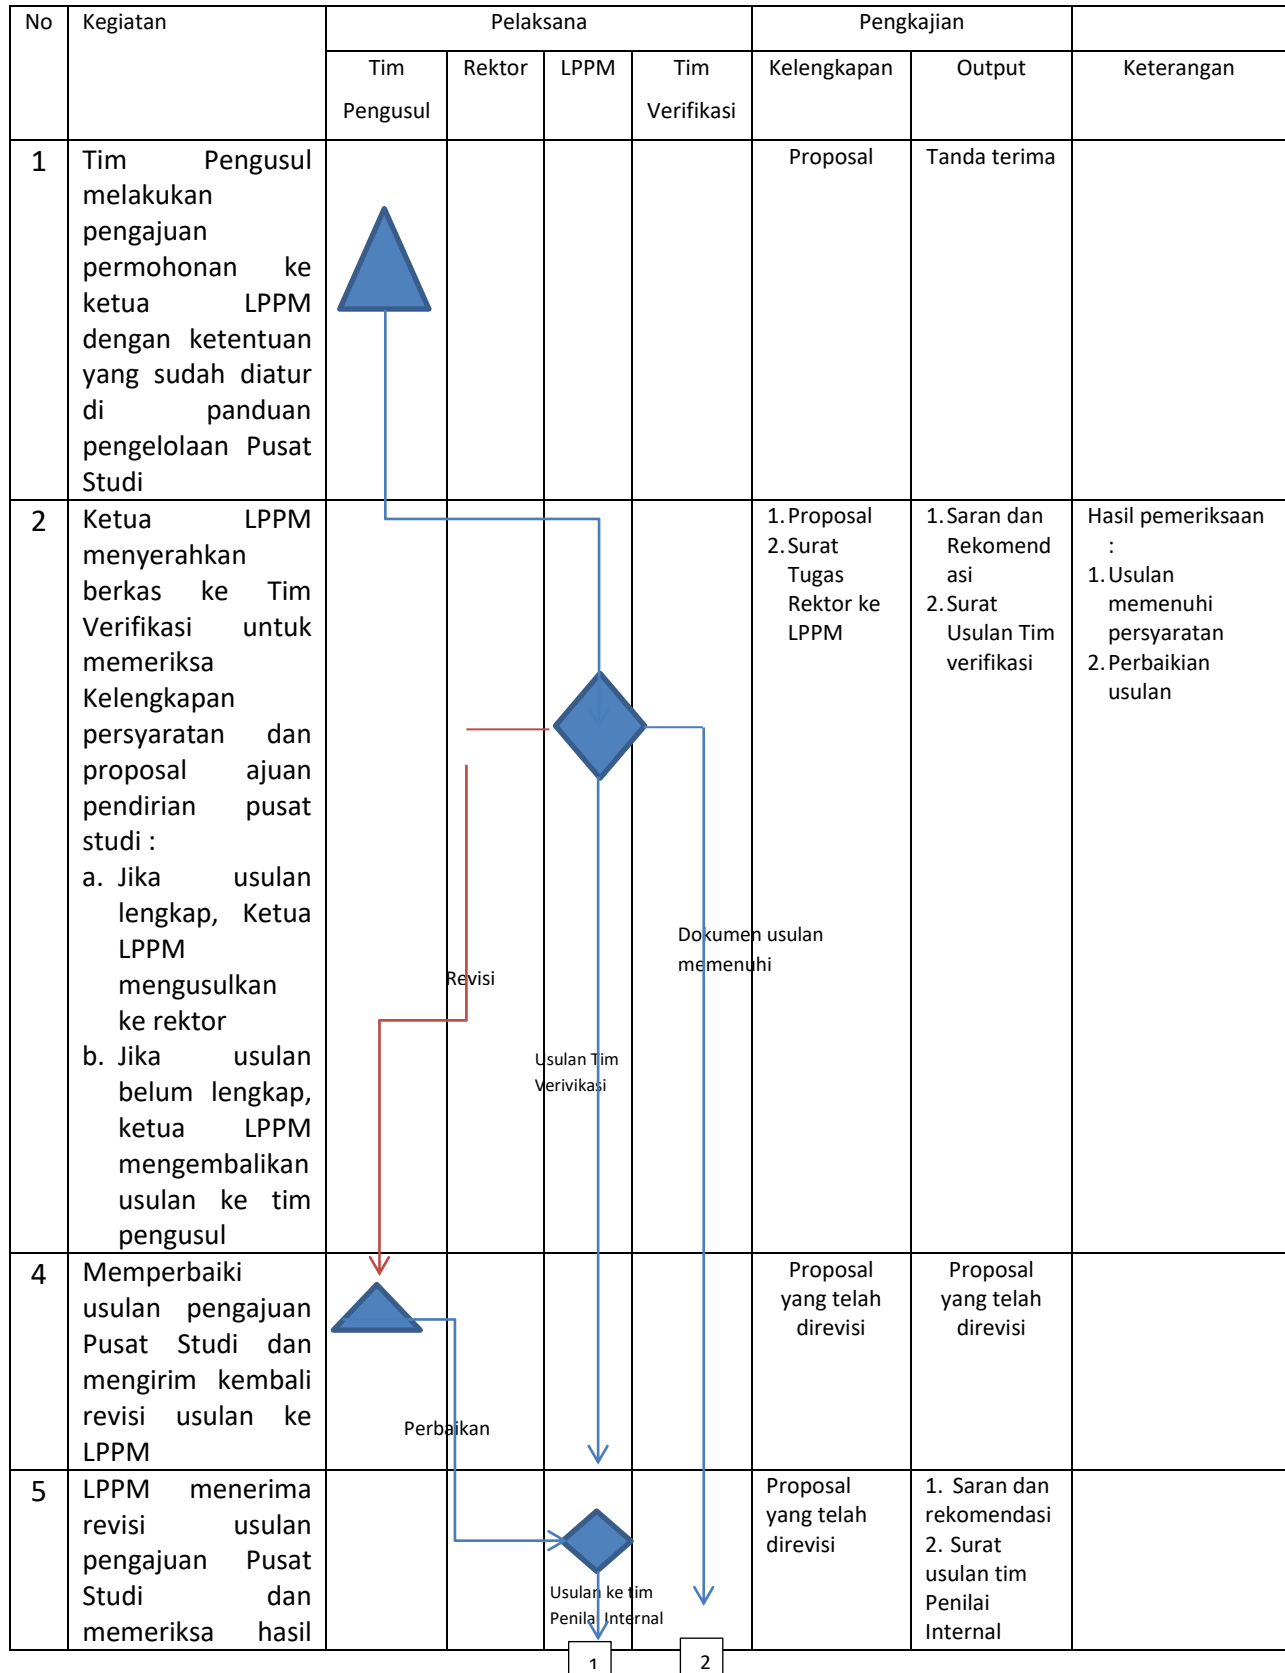 No Kegiatan Pelaksana Pengkajian
Tim Rektor LPPM Tim Kelengkapan Output Keterangan
Pengusul Verifikasi
1 Tim Pengusul Proposal Tanda terima
melakukan
pengajuan
permohonan ke
ketua LPPM
dengan ketentuan
yang sudah diatur
di panduan
pengelolaan Pusat
Studi
2 Ketua LPPM
menyerahkan
berkas ke Tim
Verifikasi untuk
memeriksa
Kelengkapan
persyaratan dan
proposal ajuan
pendirian pusat
studi :
a. Jika usulan
lengkap, Ketua
LPPM
mengusulkan
ke rektor
b. Jika usulan
belum lengkap,
ketua LPPM
mengembalikan
usulan ke tim
pengusul
Revisi
Usulan Tim
Verivikasi
Dokumen usulan
memenuhi
1. Proposal
2. Surat
Tugas
Rektor ke
LPPM
1. Saran dan
Rekomend
asi
2. Surat
Usulan Tim
verifikasi
Hasil pemeriksaan
:
1. Usulan
memenuhi
persyaratan
2. Perbaikian
usulan
4 Memperbaiki
usulan pengajuan
Pusat Studi dan
mengirim kembali
revisi usulan ke
LPPM
Perbaikan
Proposal
yang telah
direvisi
Proposal
yang telah
direvisi
5 LPPM menerima
revisi usulan
pengajuan Pusat
Studi dan
memeriksa hasil
Usulan ke tim
Penilai Internal
Proposal
yang telah
direvisi
1. Saran dan
rekomendasi
2. Surat
usulan tim
Penilai
Internal
1 2